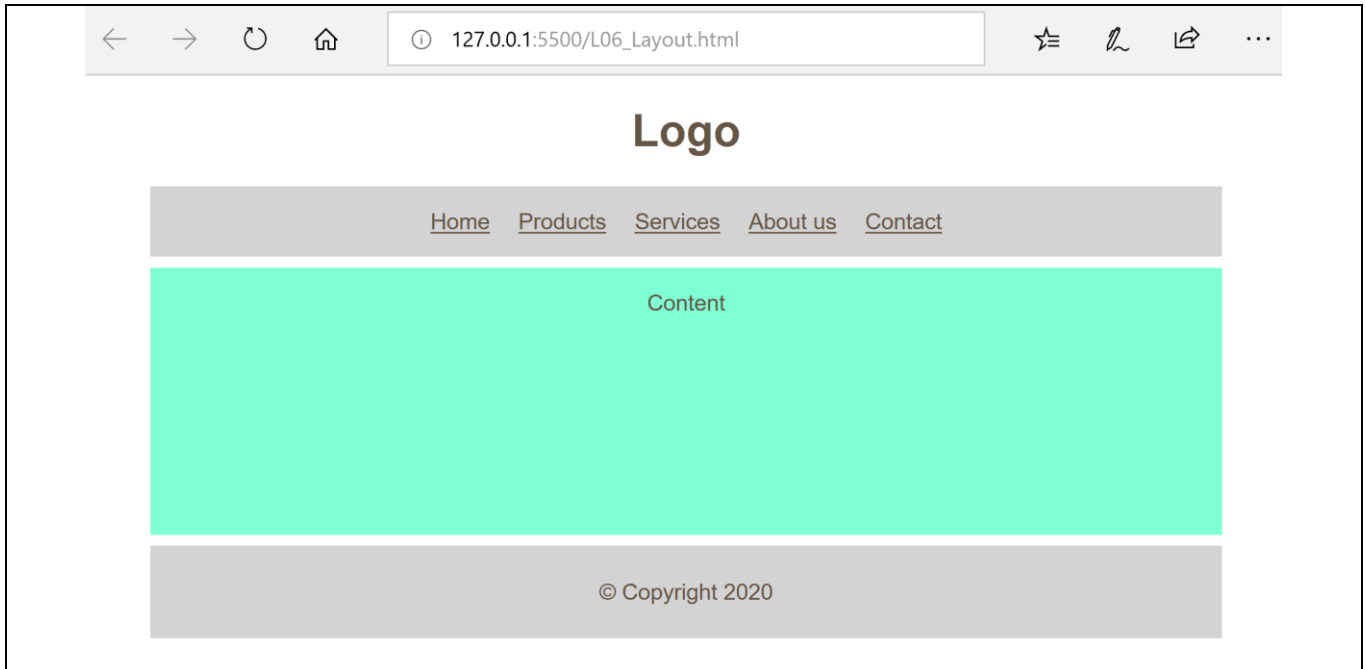 127.0.0.1:5500/L06_Layout.html
Logo
Home Products Services About us Contact
Content
© Copyright 2020